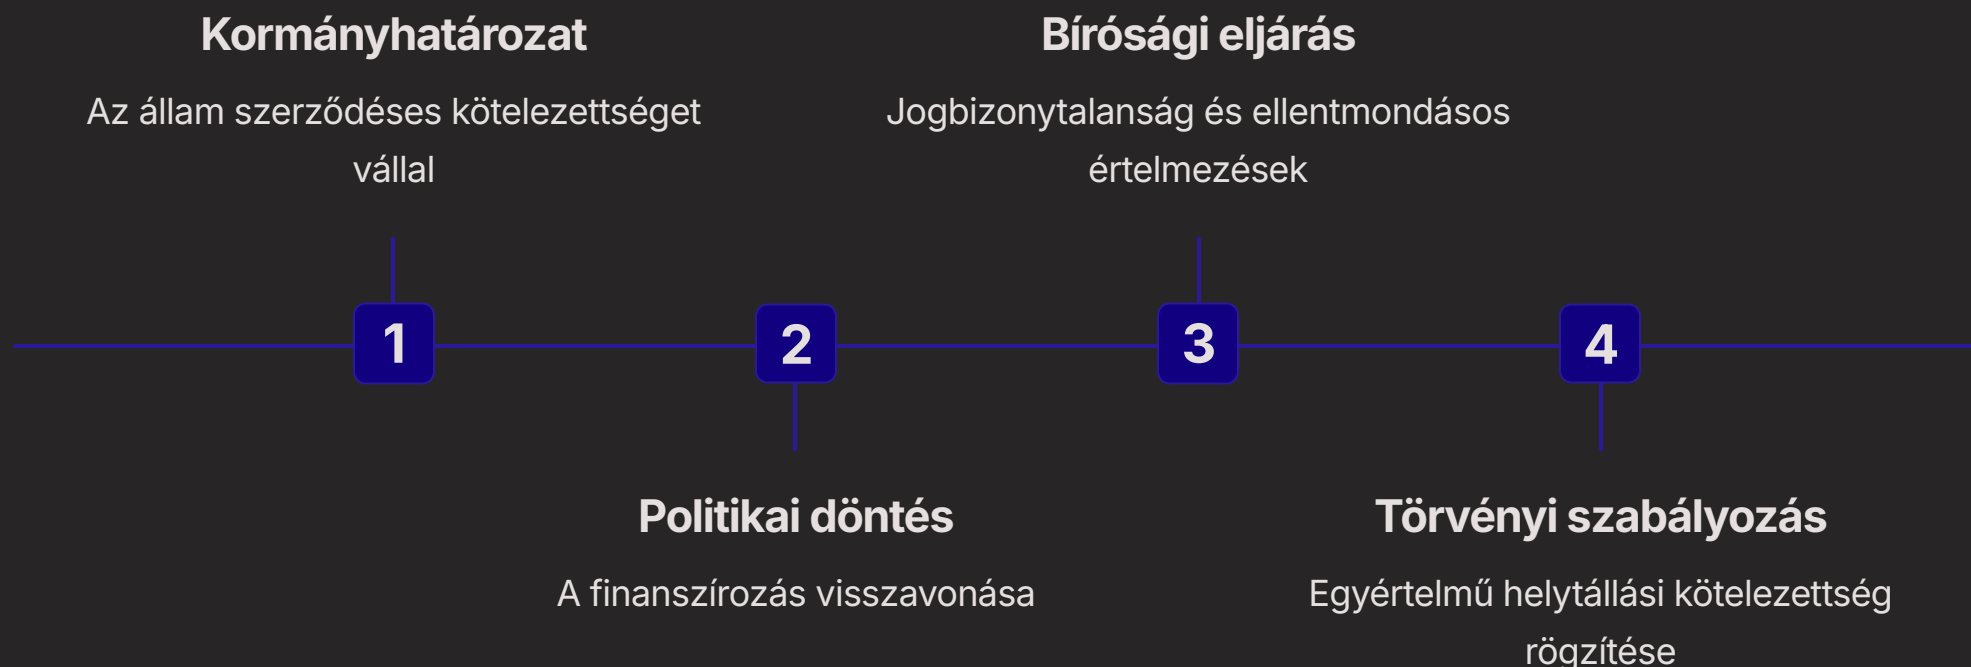 Kormányhatározat
Az állam szerződéses kötelezettséget
vállal
Bírósági eljárás
Jogbizonytalanság és ellentmondásos
értelmezések
1
2
3
4
Politikai döntés
A finanszírozás visszavonása
Törvényi szabályozás
Egyértelmű helytállási kötelezettség
rögzítése